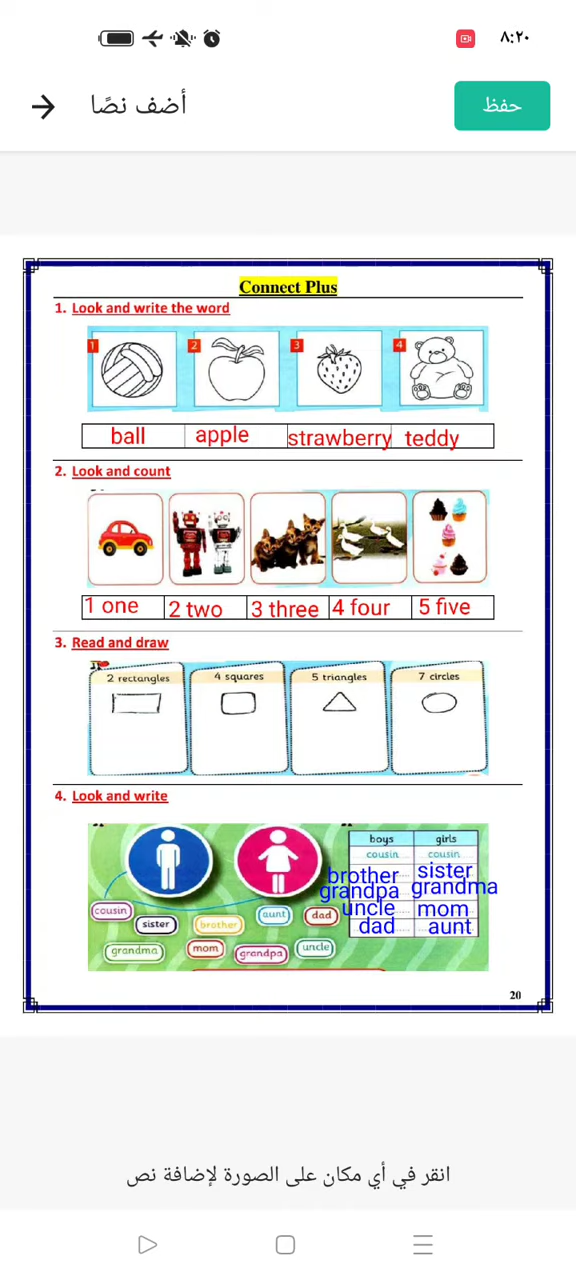 ٨:٢٠
أضف نصًا
حفظ
Connect Plus
1. Look and write the word
1 2 3 4
ball apple strawberry teddy
2. Look and count
1 one 2 two 3 three 4 four 5 five
3. Read and draw
2 rectangles 4 squares 5 triangles 7 circles
4. Look and write
boys girls
cousin cousin
brother sister
grandpa grandma
uncle mom
dad aunt
cousin sister brother aunt dad
grandma mom grandpa uncle
20
انقر في أي مكان على الصورة لإضافة نص